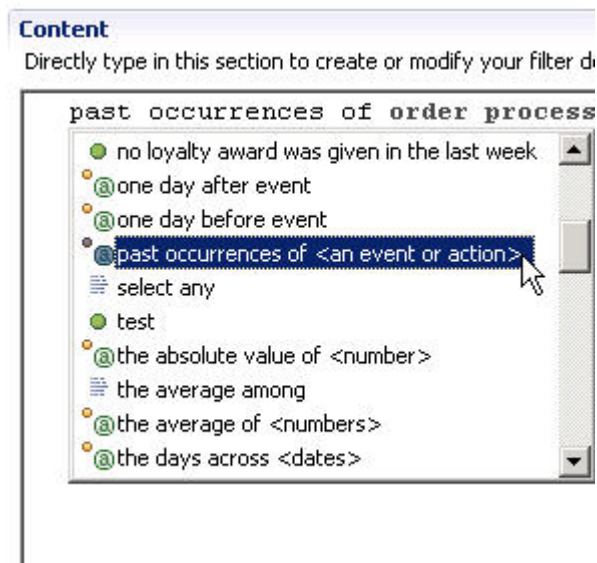 Content
Directly type in this section to create or modify your filter
past occurrences of order process
no loyalty award was given in the last week
@one day after event
@one day before event
@past occurrences of <an event or action>
select any
test
@the absolute value of <number>
the average among
@the average of <numbers>
@the days across <dates>